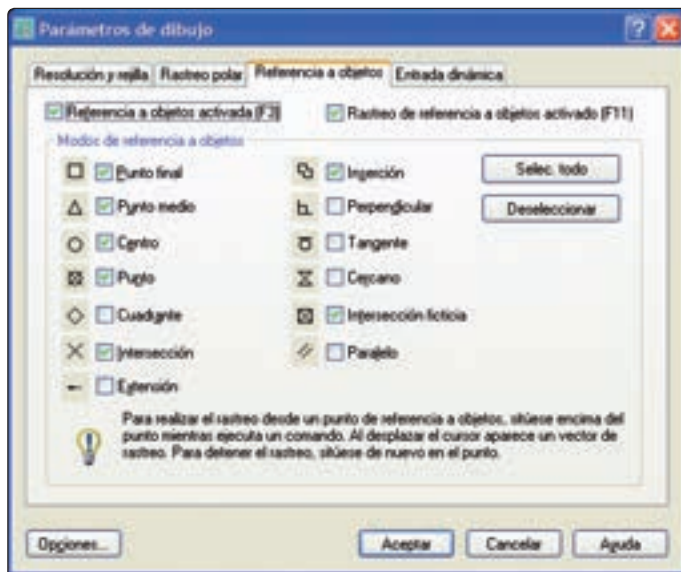 Parámetros de dibujo
Resolución y rejilla Rastreo polar Referencia a objetos Entrada dinámica
Referencia a objetos activada (F3) Rastreo de referencia a objetos activado (F11)
Modos de referencia a objetos
Punto final Inserción Selec. todo
Punto medio Perpendicular Deseleccionar
Centro Tangente
Punto Cercano
Cuadrante Intersección ficticia
Intersección Paralelo
Extensión
Para realizar el rastreo desde un punto de referencia a objetos, sitúese encima del
punto mientras ejecuta un comando. Al desplazar el cursor aparece un vector de
rastreo. Para detener el rastreo, sitúese de nuevo en el punto.
Opciones... Aceptar Cancelar Ayuda